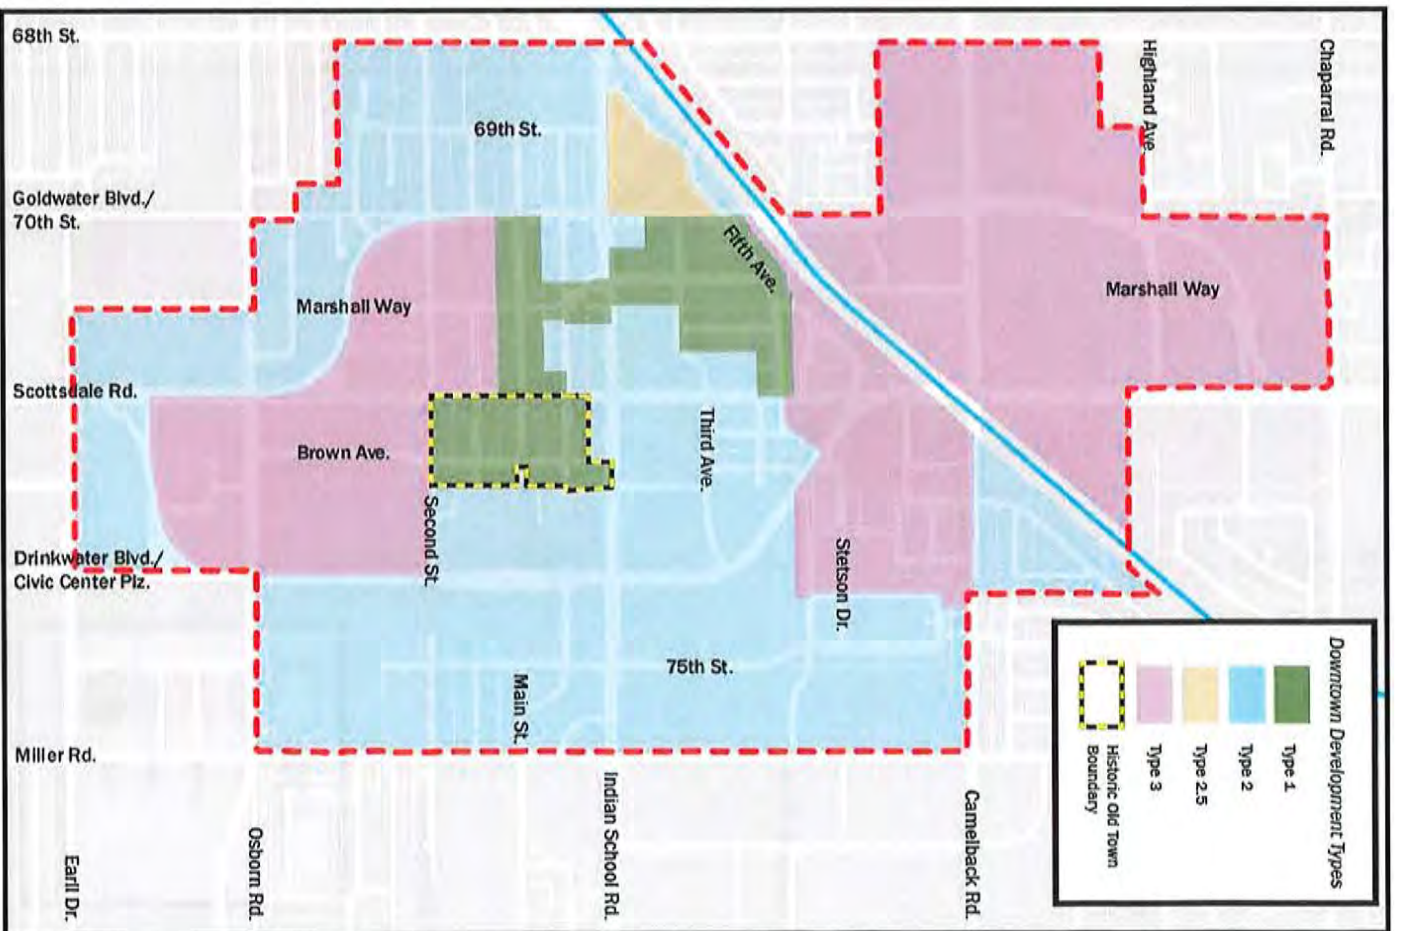 68th St.
69th St.
Goldwater Blvd./
70th St.
Marshall Way
Scottsdale Rd.
Brown Ave.
Drinkwater Blvd./
Civic Center Plz.
75th St.
Miller Rd.
Marshall Way
Fifth Ave.
Third Ave.
Second St.
Stetson Dr.
Main St.
Highland Ave.
Chaparral Rd.
Earll Dr.
Osborn Rd.
Indian School Rd.
Camelback Rd.
Downtown Development Types
Type 1
Type 2
Type 2.5
Type 3
Historic Old Town
Boundary